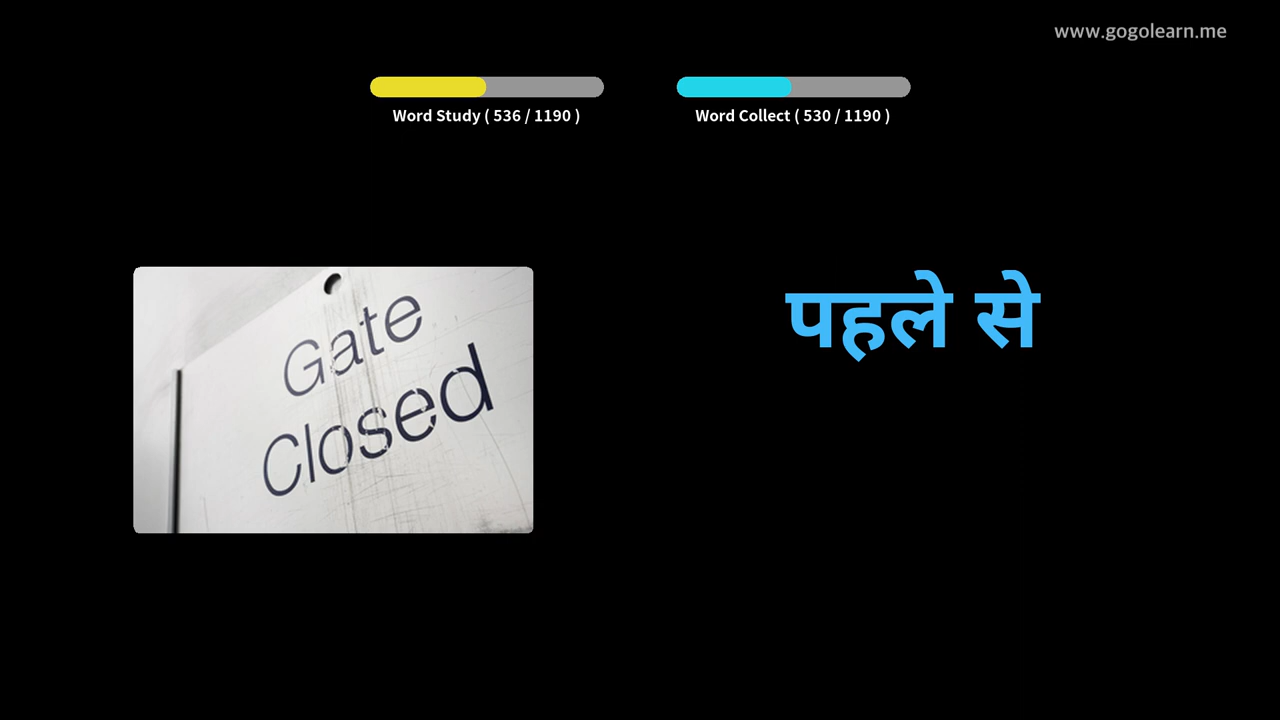 www.gogolearn.me
Word Study ( 536 / 1190 )
Word Collect ( 530 / 1190 )
Gate
Closed
पहले से